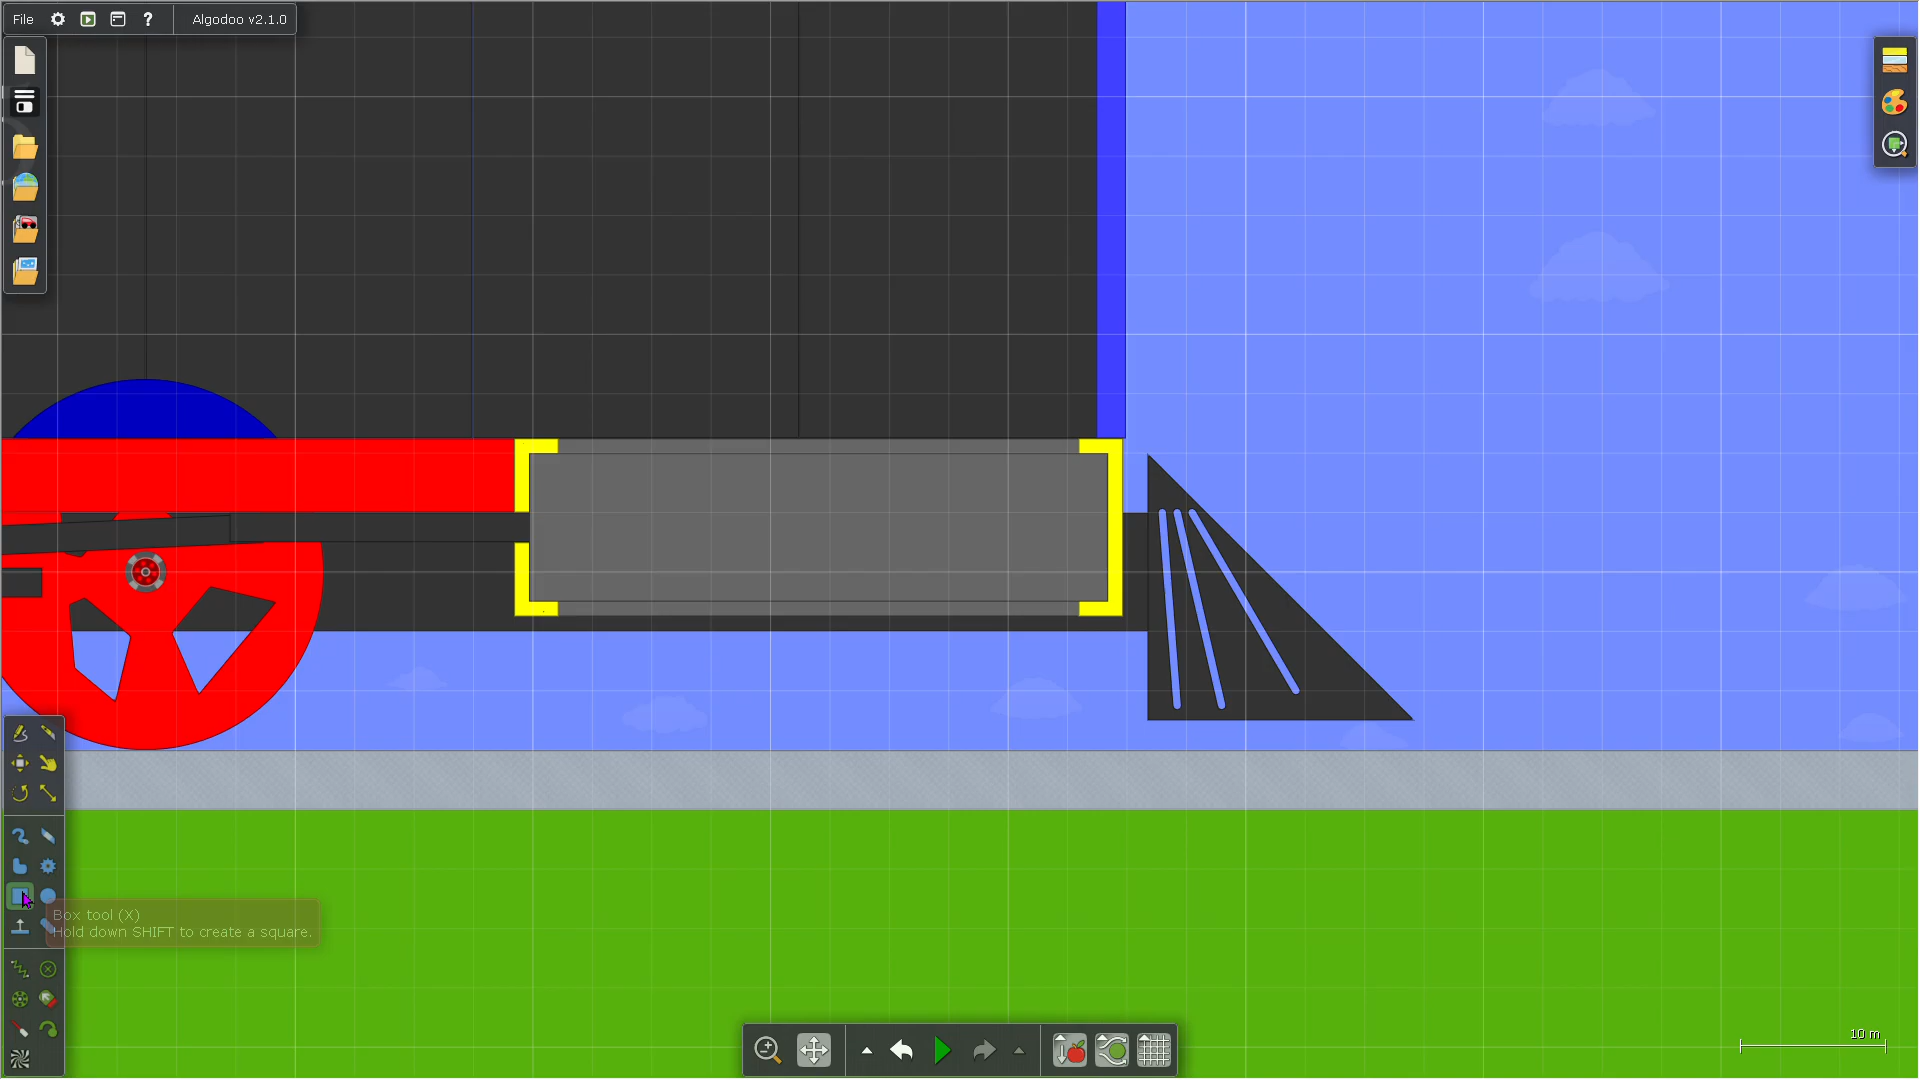 File
?
Algodoo v2.1.0
Box tool (X)
Hold down SHIFT to create a square.
10 m